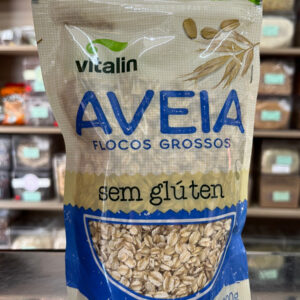 vitalin
AVEIA
FLOCOS GROSSOS
sem glúten